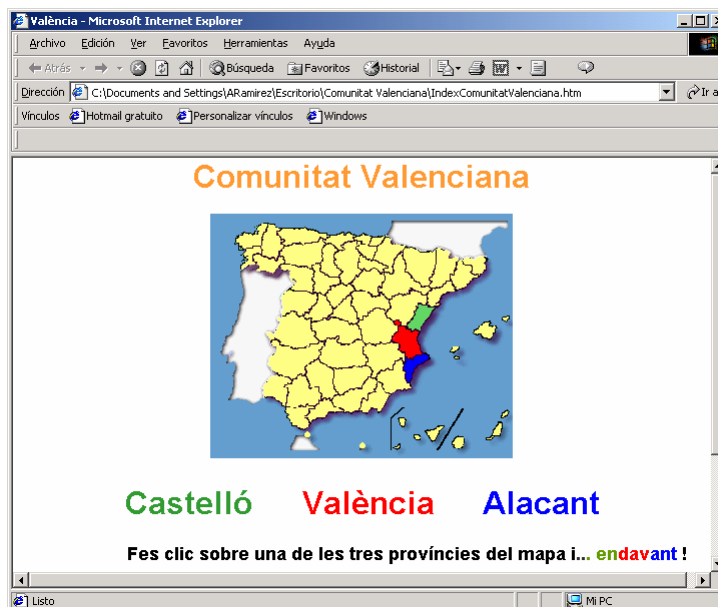 València - Microsoft Internet Explorer
Archivo Edición Ver Favoritos Herramientas Ayuda
Atrás Búsqueda Favoritos Historial
Dirección C:\Documents and Settings\ARamirez\Escritorio\Comunitat Valenciana\IndexComunitatValenciana.htm Ir a
Vínculos Hotmail gratuito Personalizar vínculos Windows
Comunitat Valenciana
Castelló València Alacant
Fes clic sobre una de les tres províncies del mapa i... endavant !
Listo Mi PC